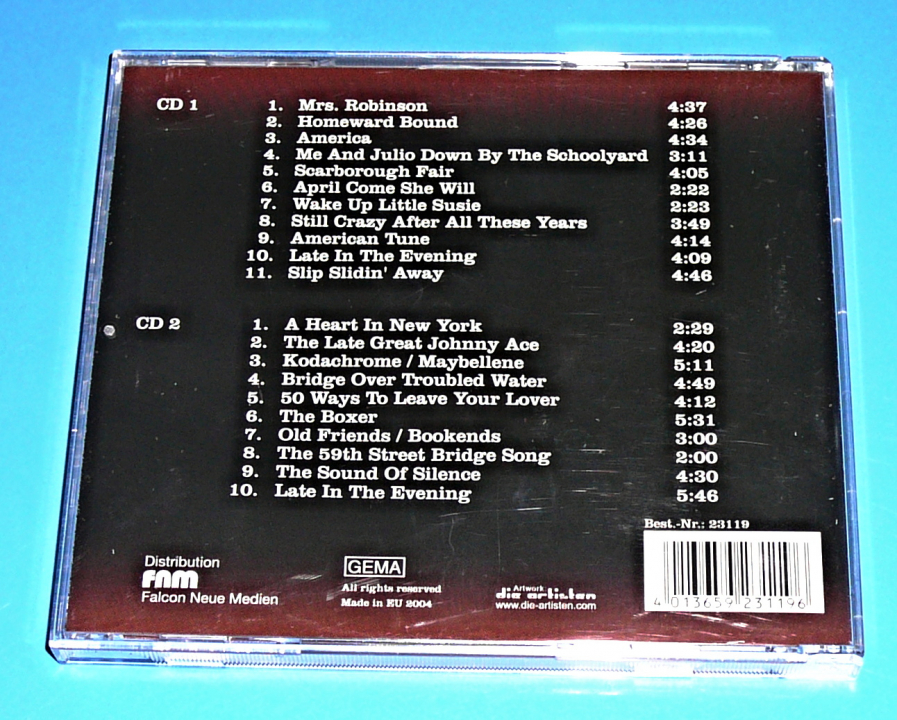 CD 1
1. Mrs. Robinson 4:37
2. Homeward Bound 4:26
3. America 4:34
4. Me And Julio Down By The Schoolyard 3:11
5. Scarborough Fair 4:05
6. April Come She Will 2:22
7. Wake Up Little Susie 2:23
8. Still Crazy After All These Years 3:49
9. American Tune 4:14
10. Late In The Evening 4:09
11. Slip Slidin' Away 4:46
CD 2
1. A Heart In New York 2:29
2. The Late Great Johnny Ace 4:20
3. Kodachrome / Maybellene 5:11
4. Bridge Over Troubled Water 4:49
5. 50 Ways To Leave Your Lover 4:12
6. The Boxer 5:31
7. Old Friends / Bookends 3:00
8. The 59th Street Bridge Song 2:00
9. The Sound Of Silence 4:30
10. Late In The Evening 5:46
Best.-Nr.: 23119
4 013659 231196
Distribution
FNM
Falcon Neue Medien
GEMA
All rights reserved
Made in EU 2004
Artwork
die artisten
www.die-artisten.com